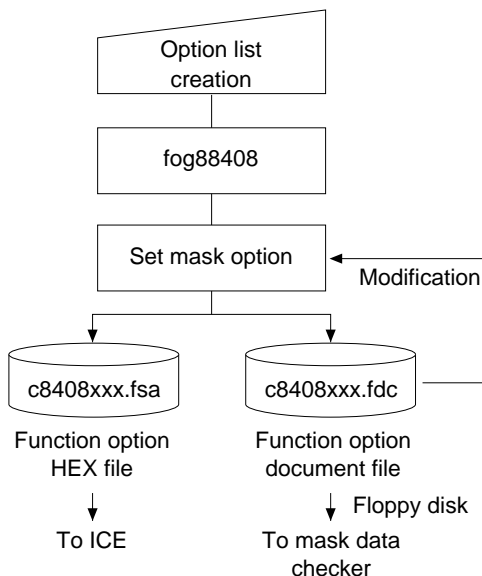 Option list
creation
fog88408
Set mask option
Modification
c8408xxx.fsa
c8408xxx.fdc
Function option
HEX file
Function option
document file
Floppy disk
To ICE
To mask data
checker